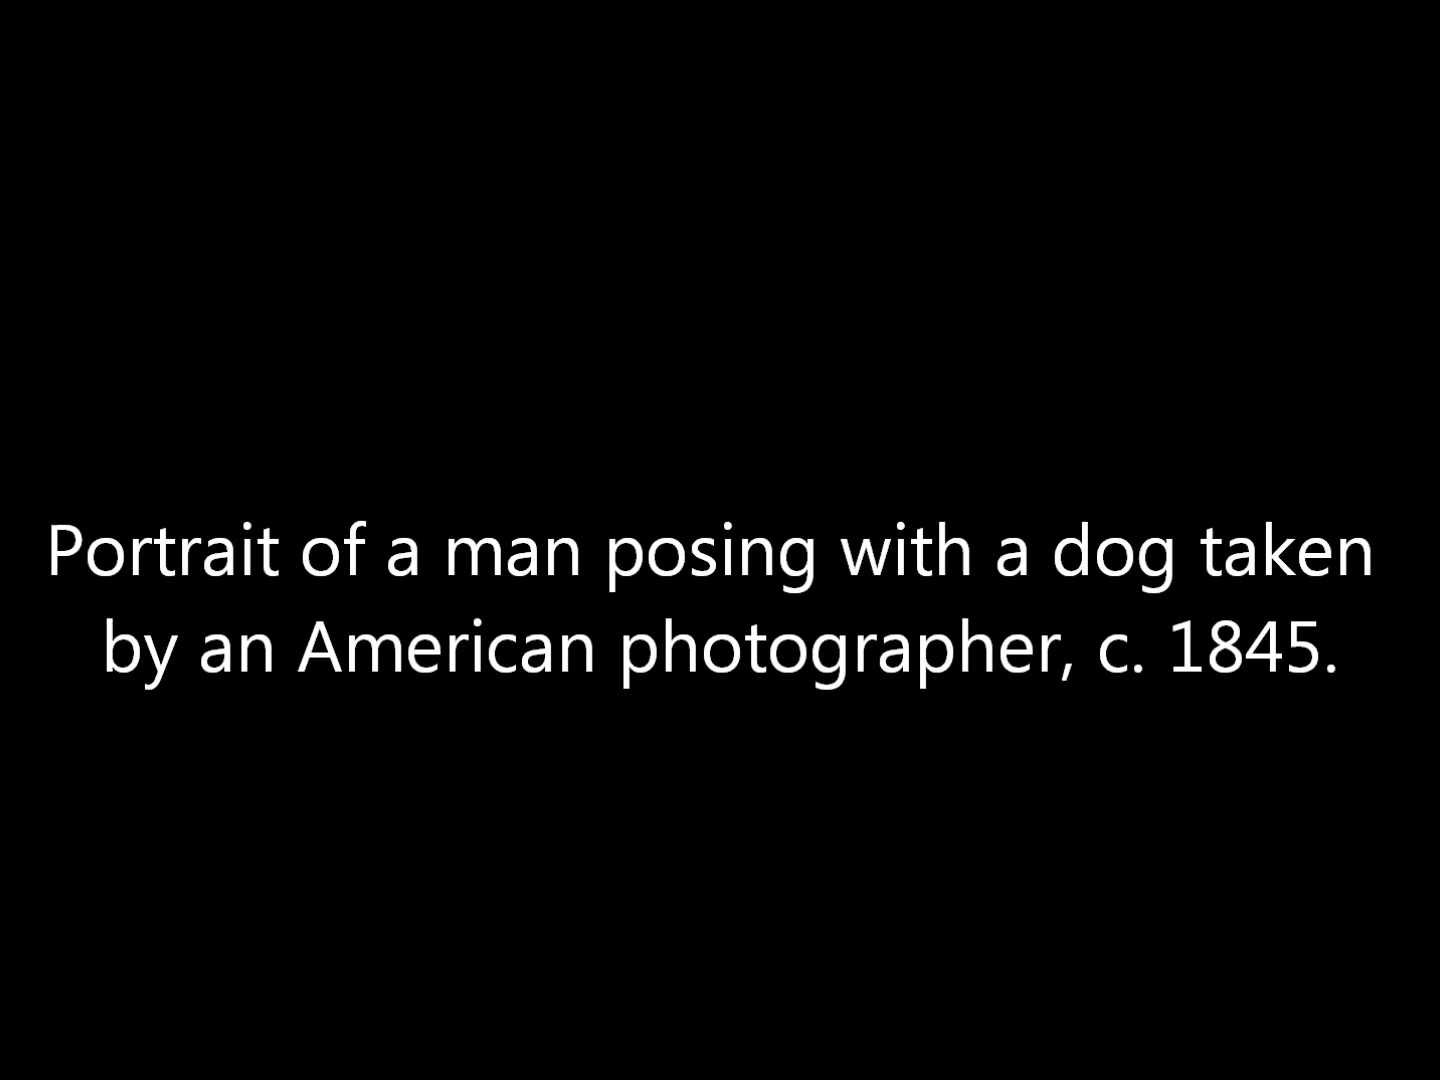 Portrait of a man posing with a dog taken
by an American photographer, c. 1845.